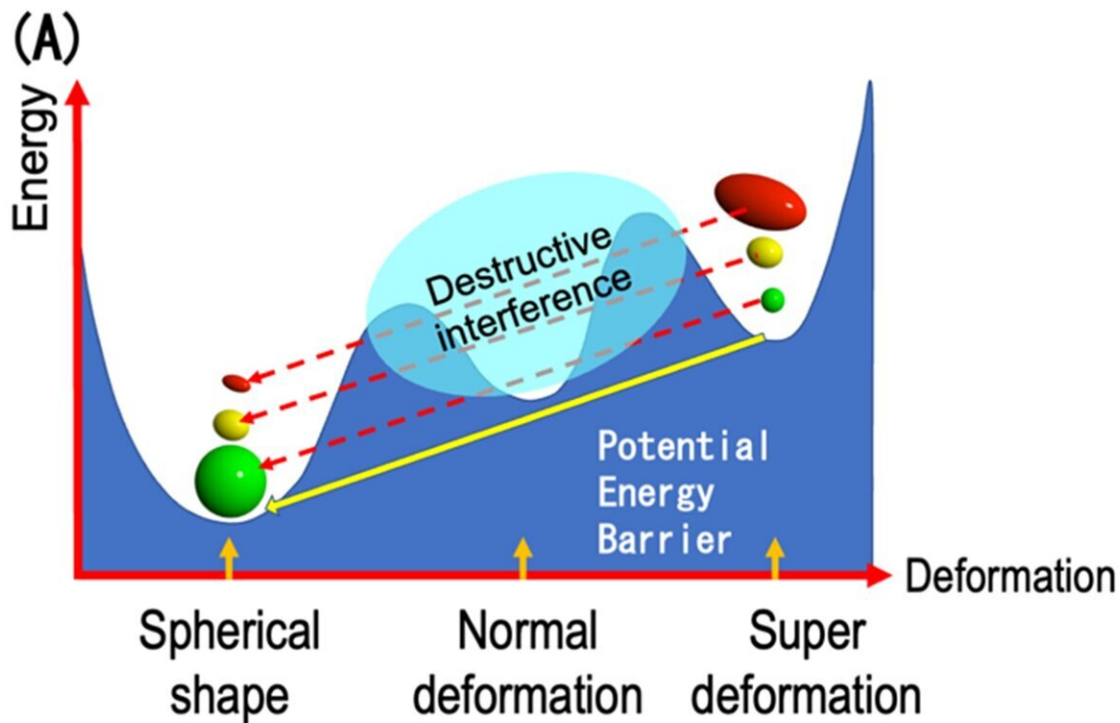 (A)
Energy
Destructive
interference
Potential
Energy
Barrier
Deformation
Spherical
shape
Normal
deformation
Super
deformation